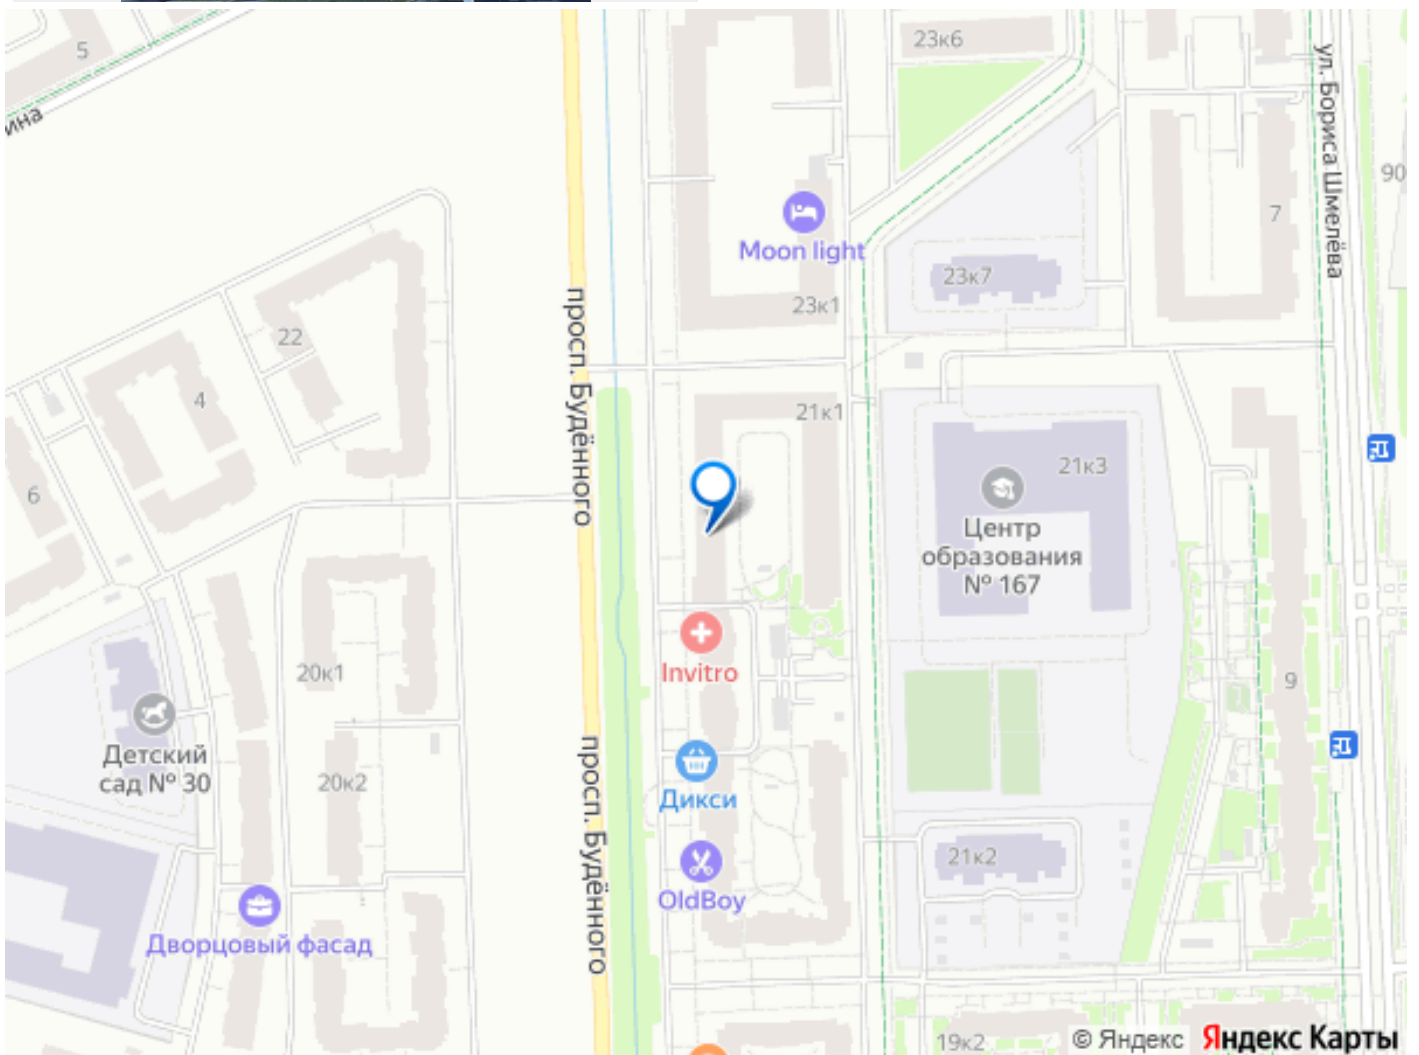 5
23к6
ина
ул. Бориса Шмелёва
90
7
Moon light
23к7
23к1
просп. Будённого
22
4
21к1
6
21к3
Центр
образования
№ 167
Invitro
20к1
9
Детский
сад № 30
20к2
Дикси
просп. Будённого
21к2
OldBoy
Дворцовый фасад
19к2
© Яндекс Яндекс Карты